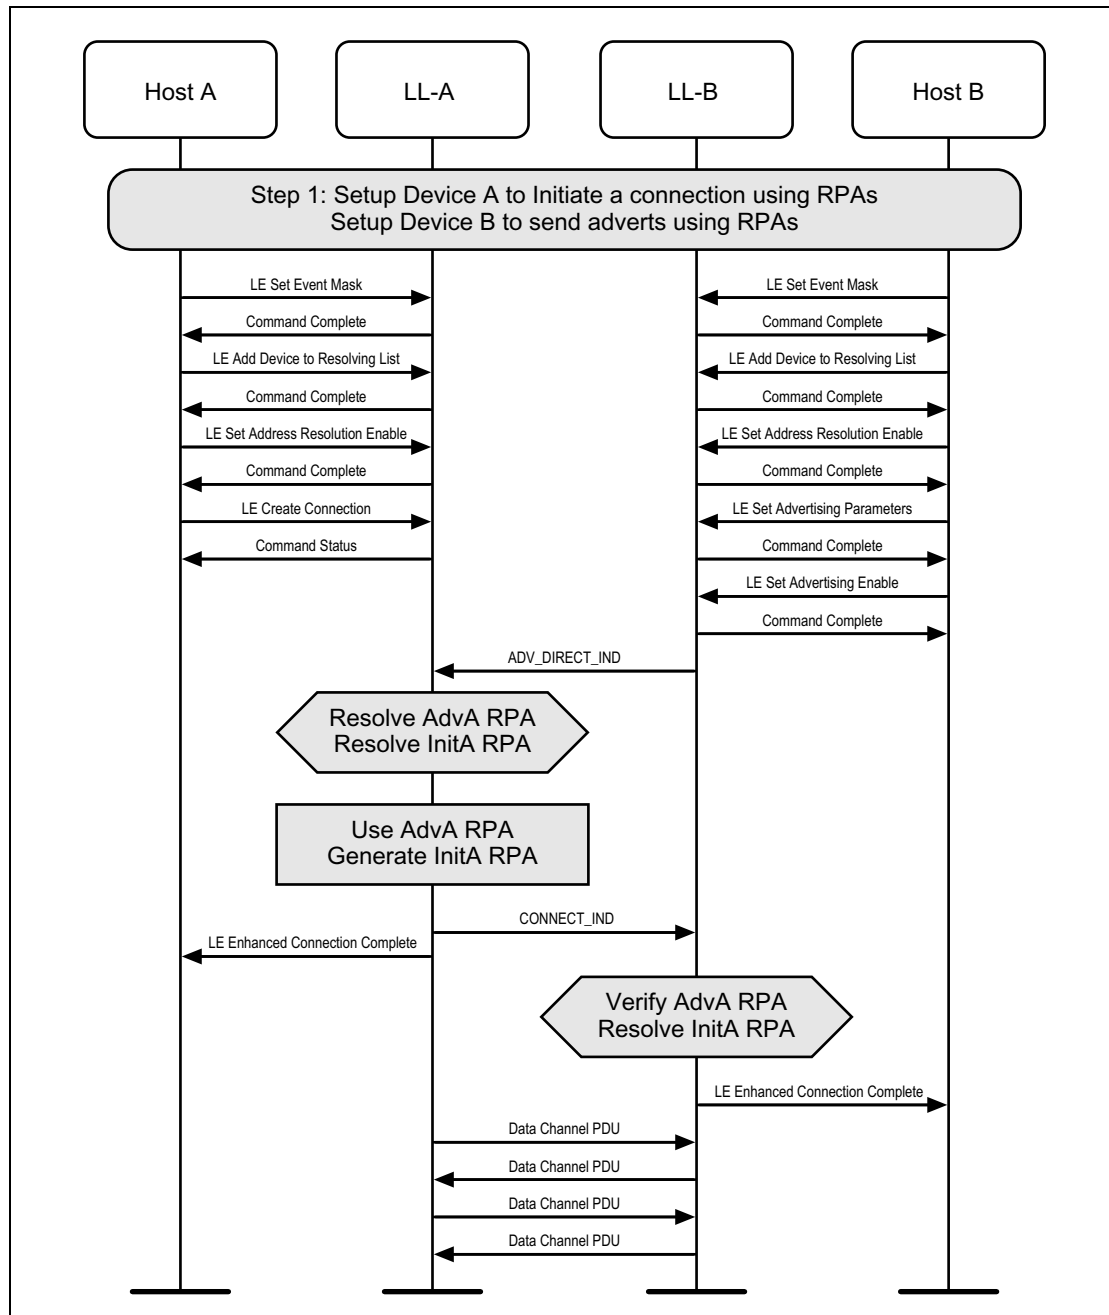 Host A
LL-A
LL-B
Host B
Step 1: Setup Device A to Initiate a connection using RPAs
Setup Device B to send adverts using RPAs
LE Set Event Mask
LE Set Event Mask
Command Complete
Command Complete
LE Add Device to Resolving List
LE Add Device to Resolving List
Command Complete
Command Complete
LE Set Address Resolution Enable
LE Set Address Resolution Enable
Command Complete
Command Complete
LE Create Connection
LE Set Advertising Parameters
Command Status
Command Complete
LE Set Advertising Enable
Command Complete
ADV_DIRECT_IND
Resolve AdvA RPA
Resolve InitA RPA
Use AdvA RPA
Generate InitA RPA
CONNECT_IND
LE Enhanced Connection Complete
Verify AdvA RPA
Resolve InitA RPA
LE Enhanced Connection Complete
Data Channel PDU
Data Channel PDU
Data Channel PDU
Data Channel PDU